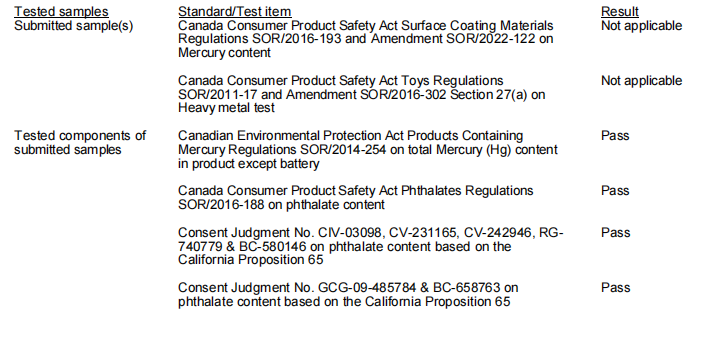 Tested samples Standard/Test item Result
Submitted sample(s) Canada Consumer Product Safety Act Surface Coating Materials Not applicable
Regulations SOR/2016-193 and Amendment SOR/2022-122 on
Mercury content
Canada Consumer Product Safety Act Toys Regulations Not applicable
SOR/2011-17 and Amendment SOR/2016-302 Section 27(a) on
Heavy metal test
Tested components of Canadian Environmental Protection Act Products Containing Pass
submitted samples Mercury Regulations SOR/2014-254 on total Mercury (Hg) content
in product except battery
Canada Consumer Product Safety Act Phthalates Regulations Pass
SOR/2016-188 on phthalate content
Consent Judgment No. CIV-03098, CV-231165, CV-242946, RG- Pass
740779 & BC-580146 on phthalate content based on the
California Proposition 65
Consent Judgment No. GCG-09-485784 & BC-658763 on Pass
phthalate content based on the California Proposition 65